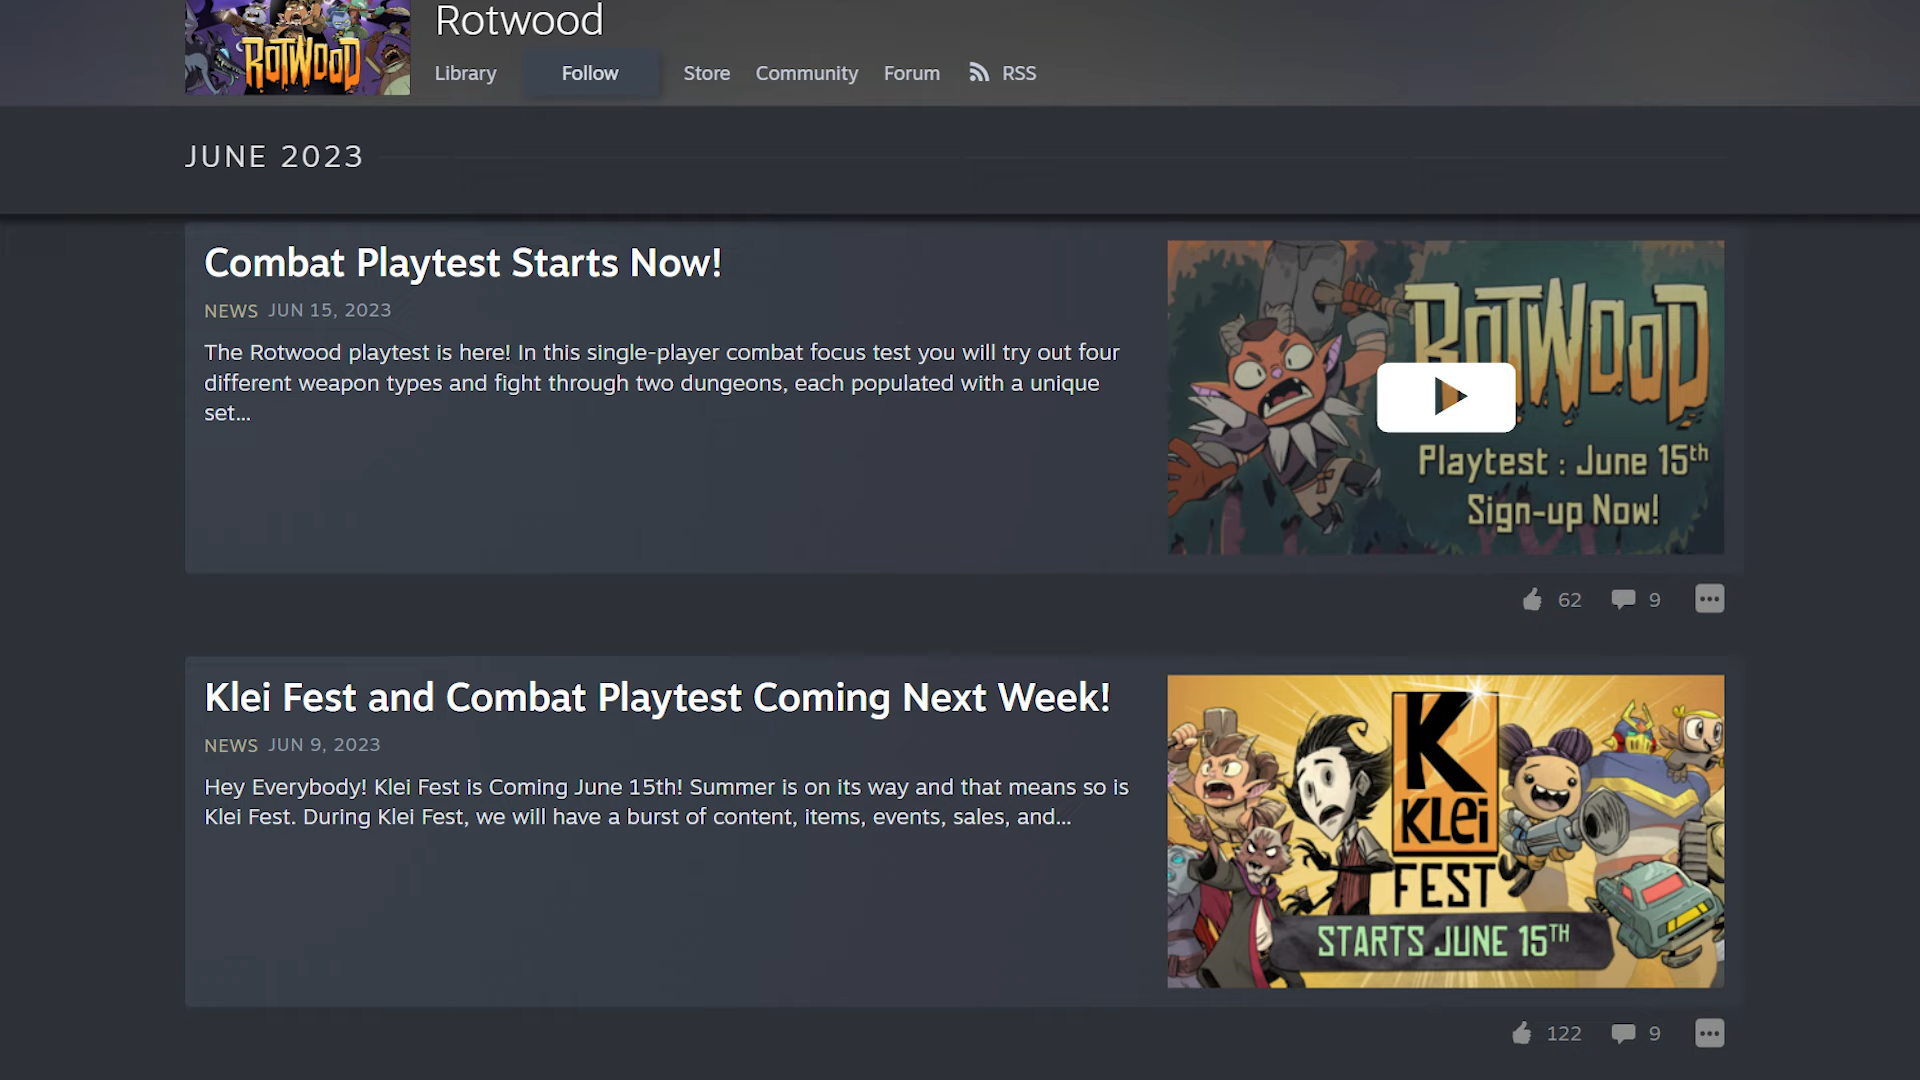 ROTWOOD
Rotwood
Library
Follow
Store
Community
Forum
RSS
JUNE 2023
Combat Playtest Starts Now!
NEWS JUN 15, 2023
The Rotwood playtest is here! In this single-player combat focus test you will try out four
different weapon types and fight through two dungeons, each populated with a unique
set...
ROTWOOD
Playtest : June 15th
Sign-up Now!
62
9
Klei Fest and Combat Playtest Coming Next Week!
NEWS JUN 9, 2023
Hey Everybody! Klei Fest is Coming June 15th! Summer is on its way and that means so is
Klei Fest. During Klei Fest, we will have a burst of content, items, events, sales, and...
K
KLei
FEST
STARTS JUNE 15TH
122
9